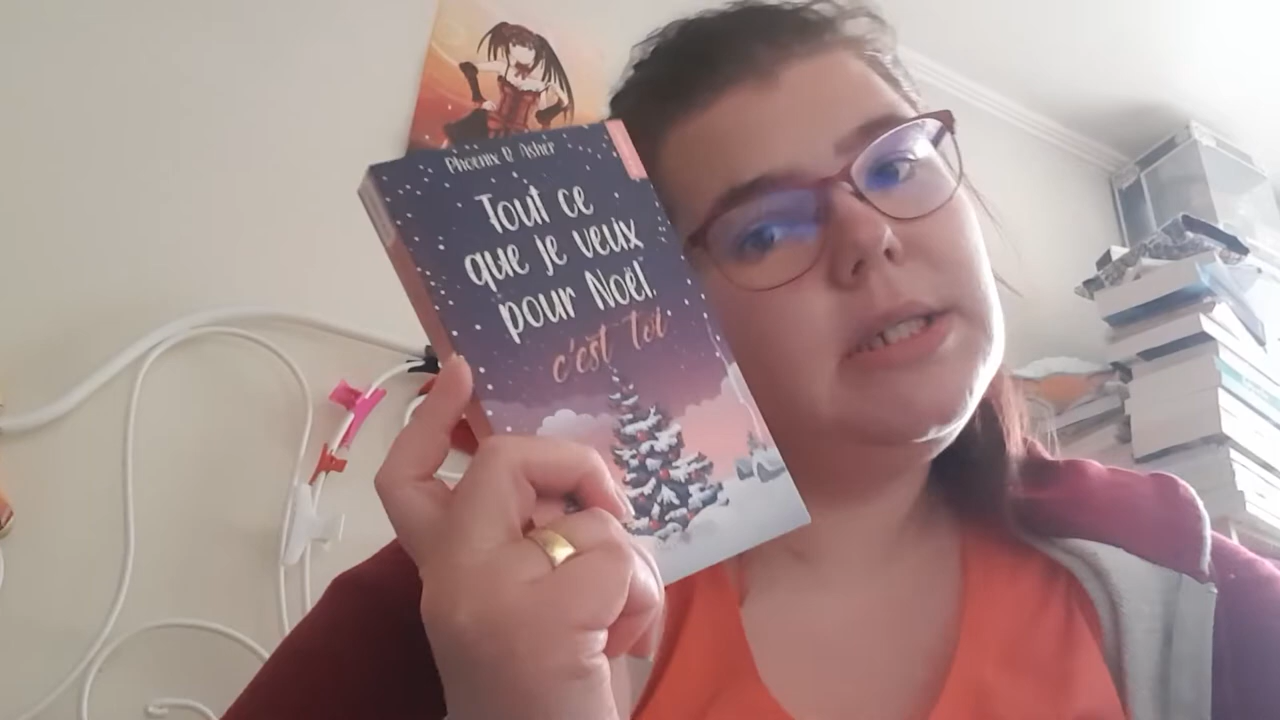 Phoenix B. Asher
Tout ce
que je veux
pour Noël,
c'est toi